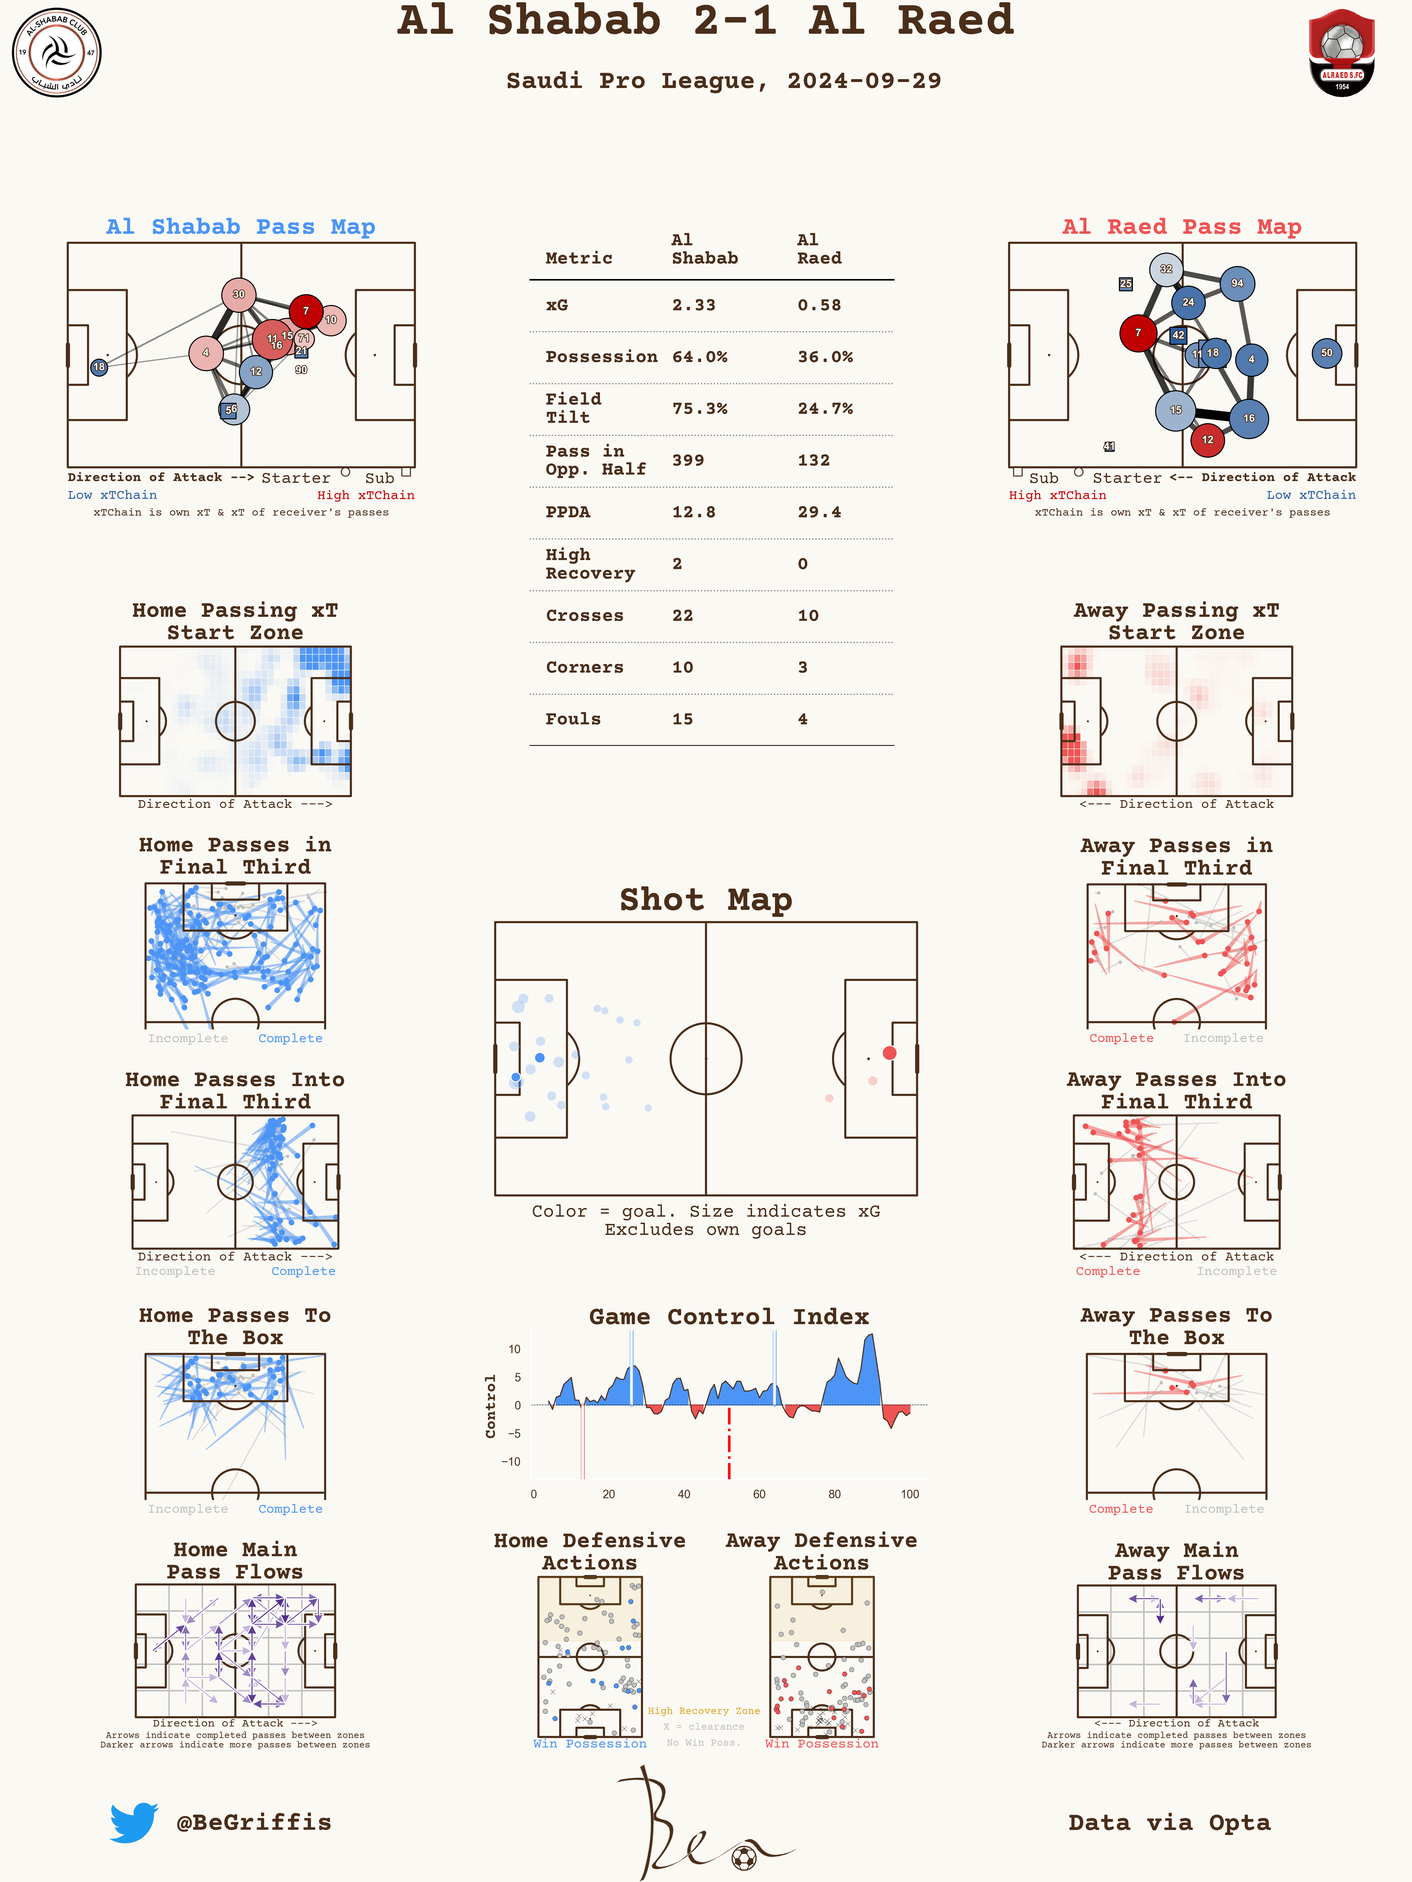 Al Shabab 2-1 Al Raed
Saudi Pro League, 2024-09-29
AL-SHABAB CLUB
19 47
نادي الشباب
ALRAED S.FC
1954
Al Shabab Pass Map
30
7
10
11
15
71
16
21
4
90
18
12
5
6
Direction of Attack --> Starter Sub
Low xTChain High xTChain
xTChain is own xT & xT of receiver's passes
Metric Al Shabab Al Raed
xG 2.33 0.58
Possession 64.0% 36.0%
Field Tilt 75.3% 24.7%
Pass in Opp. Half 399 132
PPDA 12.8 29.4
High Recovery 2 0
Crosses 22 10
Corners 10 3
Fouls 15 4
Al Raed Pass Map
32
25
94
24
7
42
11
18
4
50
15
16
12
41
Sub Starter <-- Direction of Attack
High xTChain Low xTChain
xTChain is own xT & xT of receiver's passes
Home Passing xT
Start Zone
Direction of Attack --->
Away Passing xT
Start Zone
<--- Direction of Attack
Home Passes in
Final Third
Incomplete Complete
Away Passes in
Final Third
Complete Incomplete
Shot Map
Color = goal. Size indicates xG
Excludes own goals
Home Passes Into
Final Third
Direction of Attack --->
Incomplete Complete
Away Passes Into
Final Third
<--- Direction of Attack
Complete Incomplete
Home Passes To
The Box
Incomplete Complete
Game Control Index
Control
10
5
0
−5
−10
0 20 40 60 80 100
Away Passes To
The Box
Complete Incomplete
Home Main
Pass Flows
Direction of Attack --->
Arrows indicate completed passes between zones
Darker arrows indicate more passes between zones
Home Defensive
Actions
Win Possession
High Recovery Zone
X = clearance
No Win Poss.
Away Defensive
Actions
Win Possession
Away Main
Pass Flows
<--- Direction of Attack
Arrows indicate completed passes between zones
Darker arrows indicate more passes between zones
@BeGriffis
Ben
Data via Opta